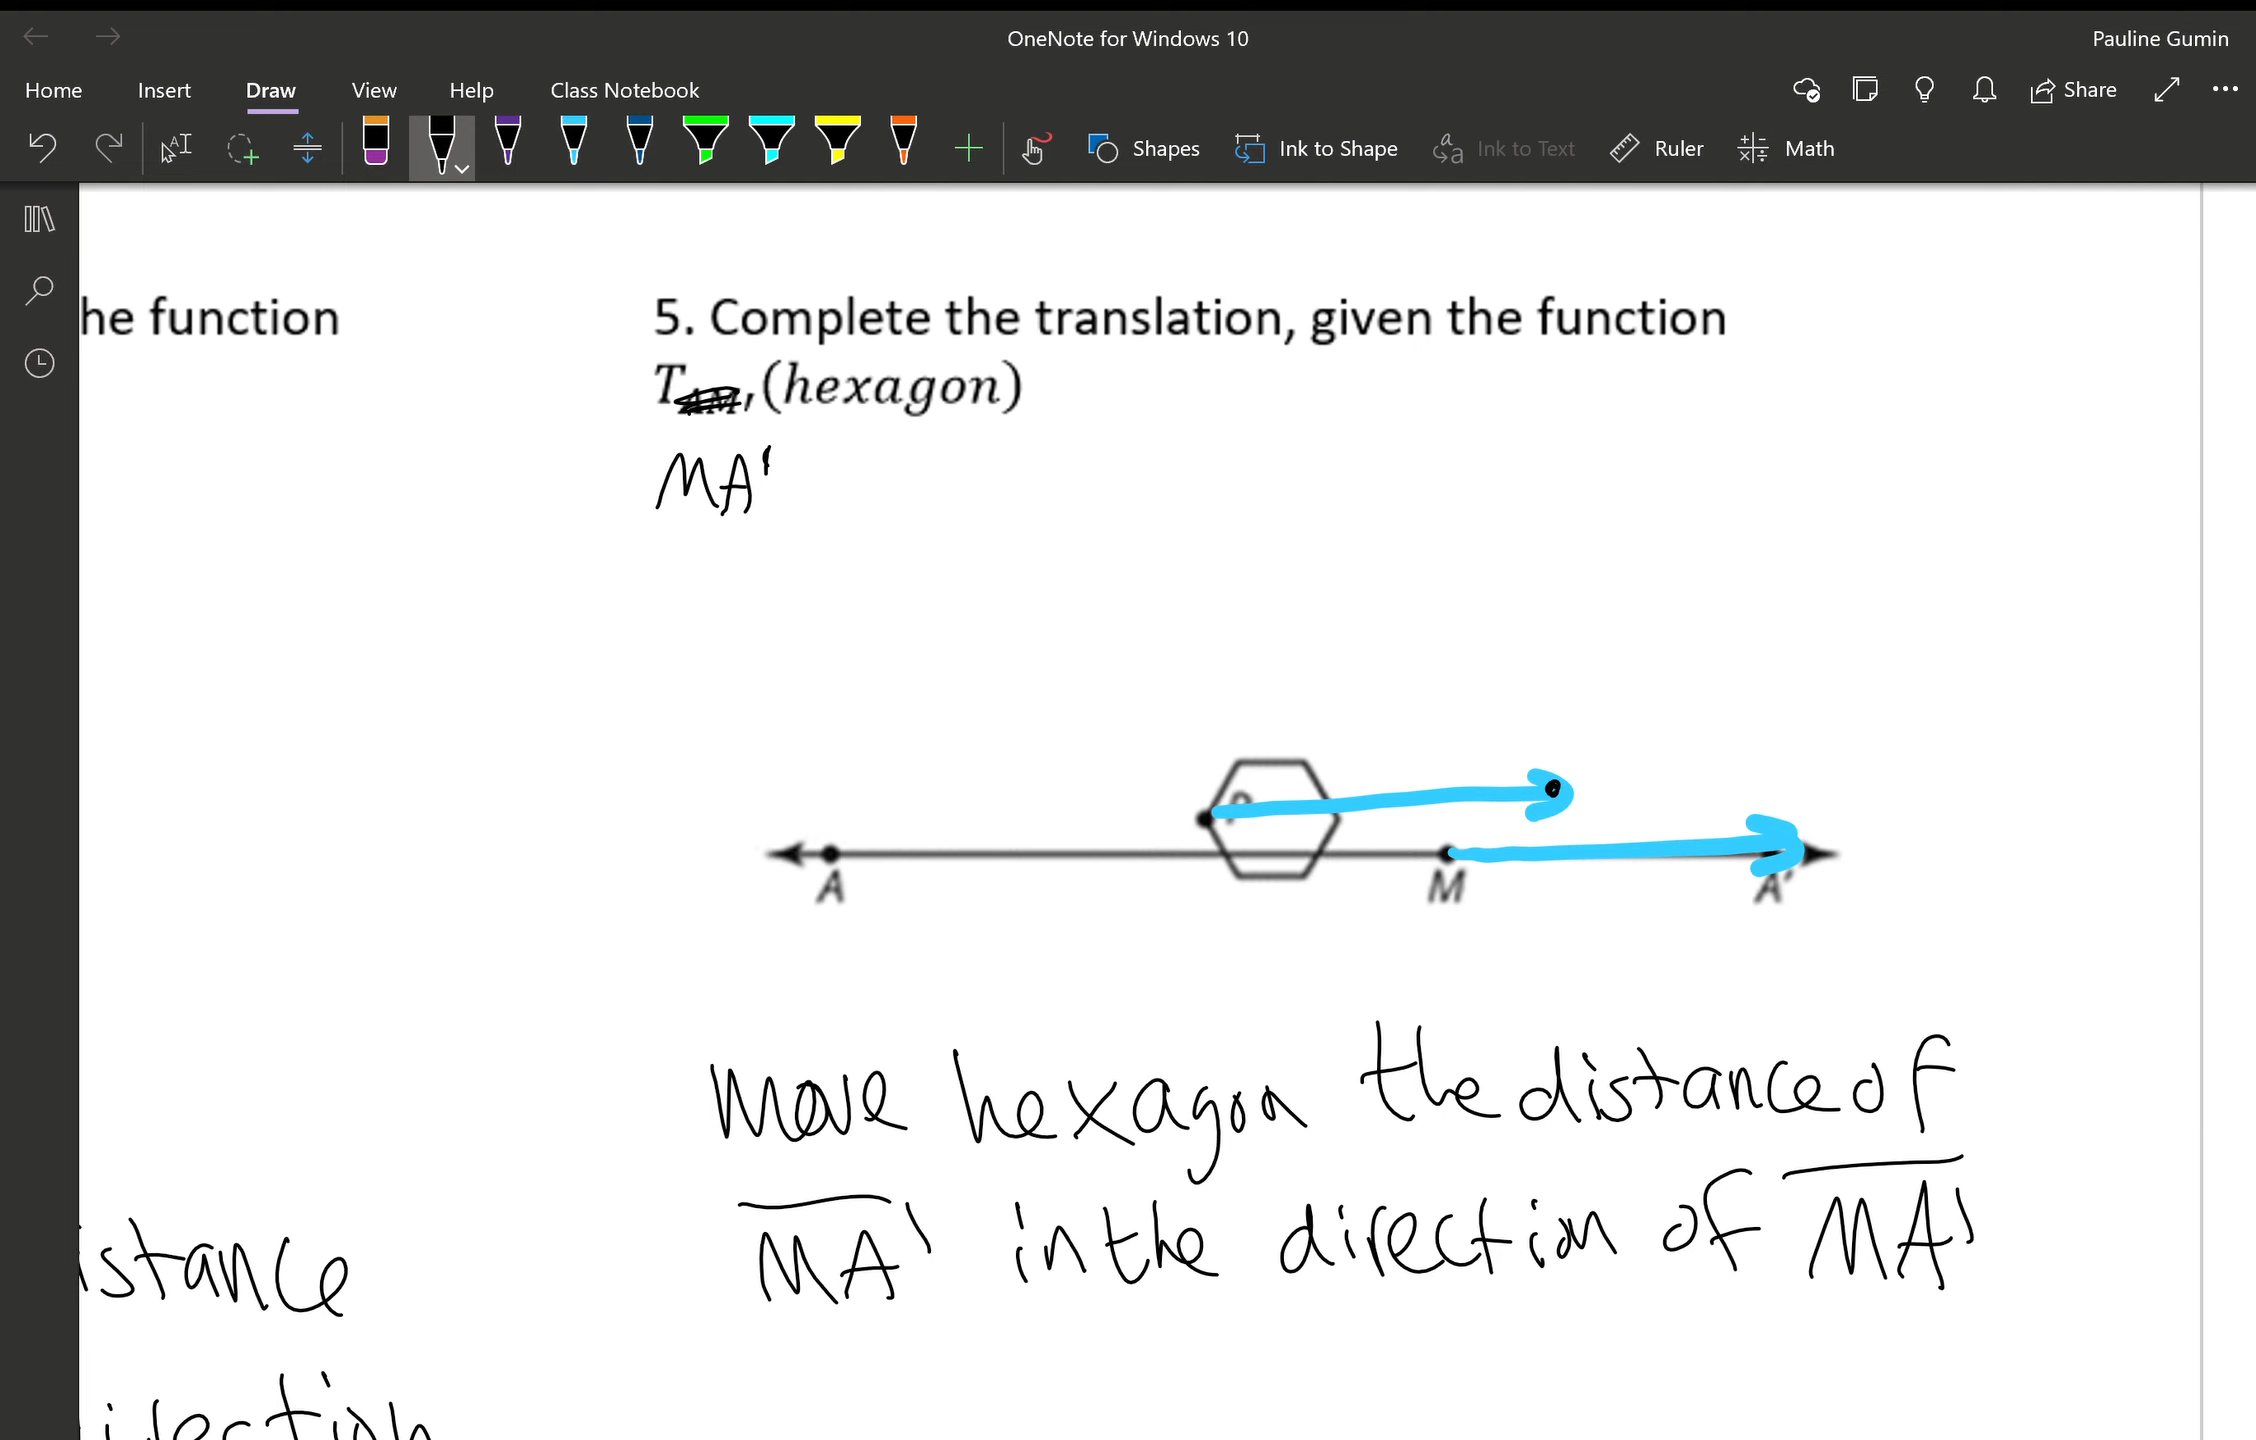 OneNote for Windows 10
Pauline Gumin
Home Insert Draw View Help Class Notebook
Share
Shapes Ink to Shape Ink to Text Ruler Math
he function
5. Complete the translation, given the function
T ′(hexagon)
MA'
P
A M A'
move hexagon the distance of
MA' in the direction of MA'
istance
irection